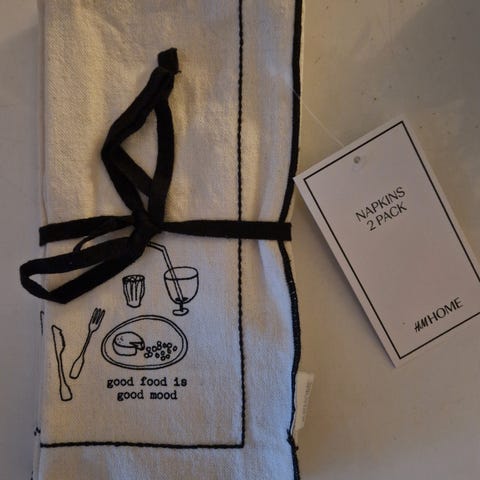 NAPKINS
2 PACK
H&M HOME
good food is
good mood